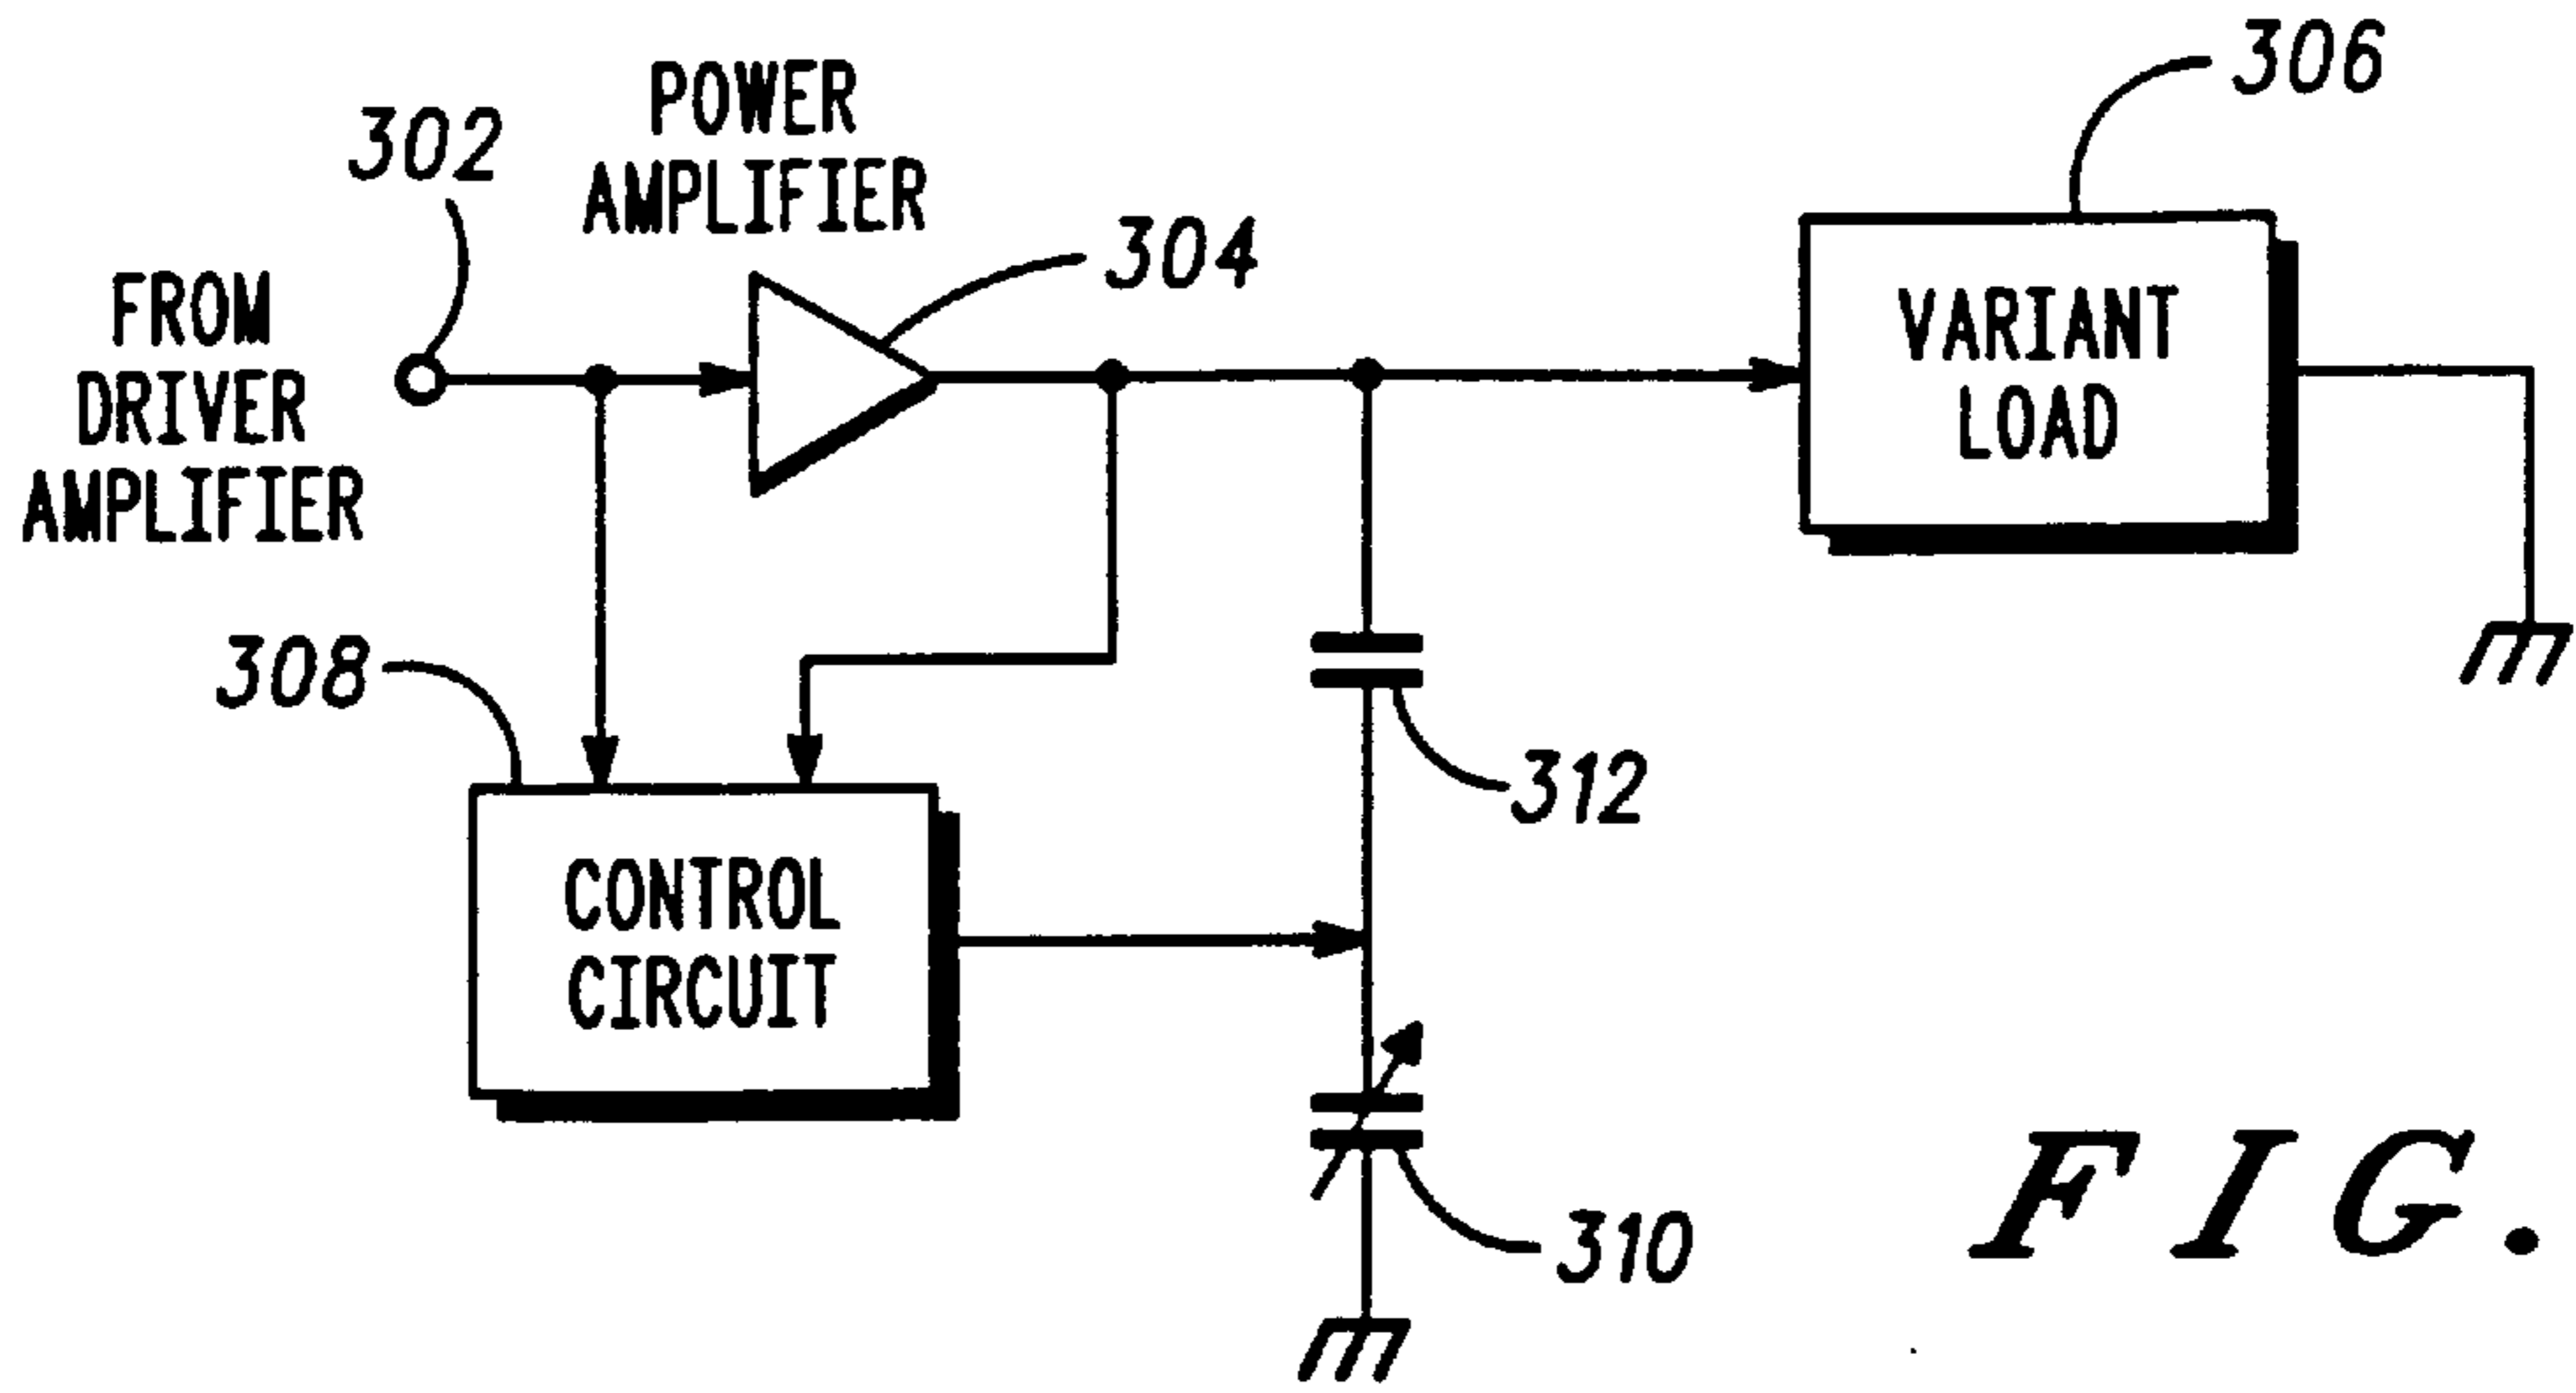 306
POWER
AMPLIFIER
302
304
FROM
DRIVER
AMPLIFIER
VARIANT
LOAD
308
312
CONTROL
CIRCUIT
310
FIG.